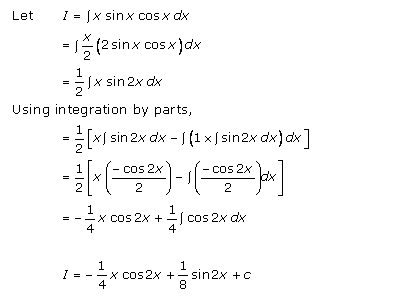 Let I = ∫ x sin x cos x dx
= ∫ x/2 (2 sin x cos x) dx
= 1/2 ∫ x sin 2x dx
Using integration by parts,
= 1/2 [ x ∫ sin 2x dx − ∫ (1 × ∫ sin 2x dx) dx ]
= 1/2 [ x ( −cos 2x / 2 ) − ∫ ( −cos 2x / 2 ) dx ]
= − 1/4 x cos 2x + 1/4 ∫ cos 2x dx
I = − 1/4 x cos2x + 1/8 sin2x + c